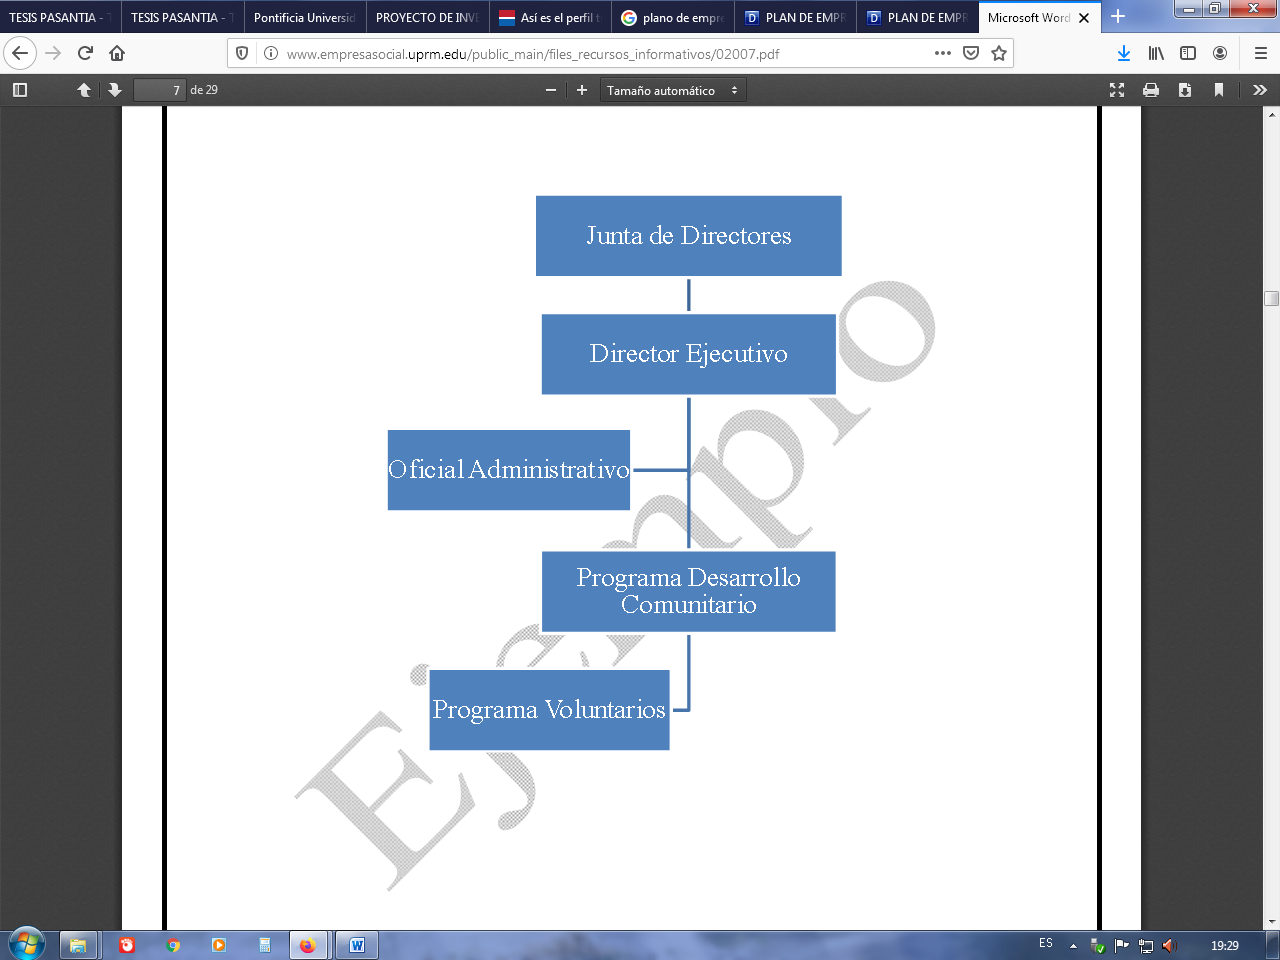 TESIS PASANTIA - T
TESIS PASANTIA - T
Pontificia Universid
PROYECTO DE INVE
Así es el perfil t
plano de empre
PLAN DE EMPR
PLAN DE EMPR
Microsoft Word
www.empresasocial.uprm.edu/public_main/files_recursos_informativos/02007.pdf
7 de 29
Tamaño automático
Junta de Directores
Director Ejecutivo
Oficial Administrativo
Programa Desarrollo
Comunitario
Programa Voluntarios
Ejemplo
ES
19:29